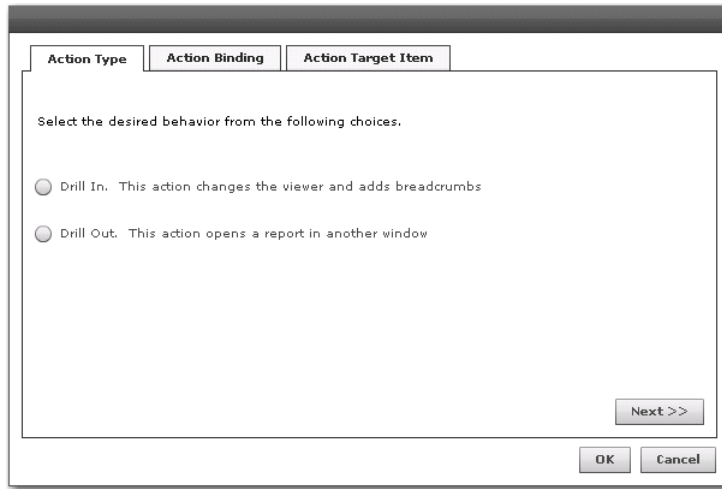 Action Type
Action Binding
Action Target Item
Select the desired behavior from the following choices.
Drill In. This action changes the viewer and adds breadcrumbs
Drill Out. This action opens a report in another window
Next >>
OK
Cancel